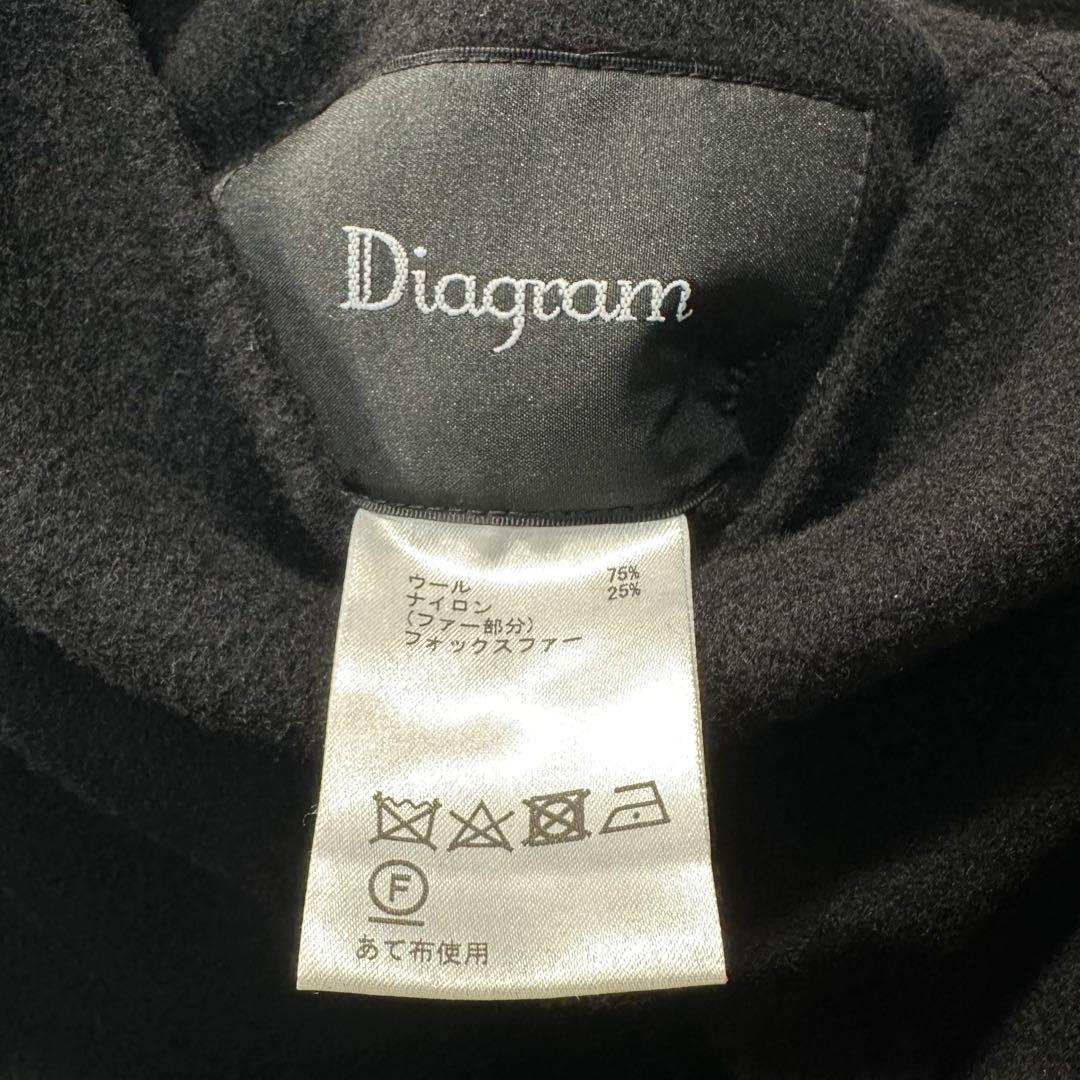 Diagram
ウール 75%
ナイロン 25%
(ファー部分)
フォックスファー
F
あて布使用